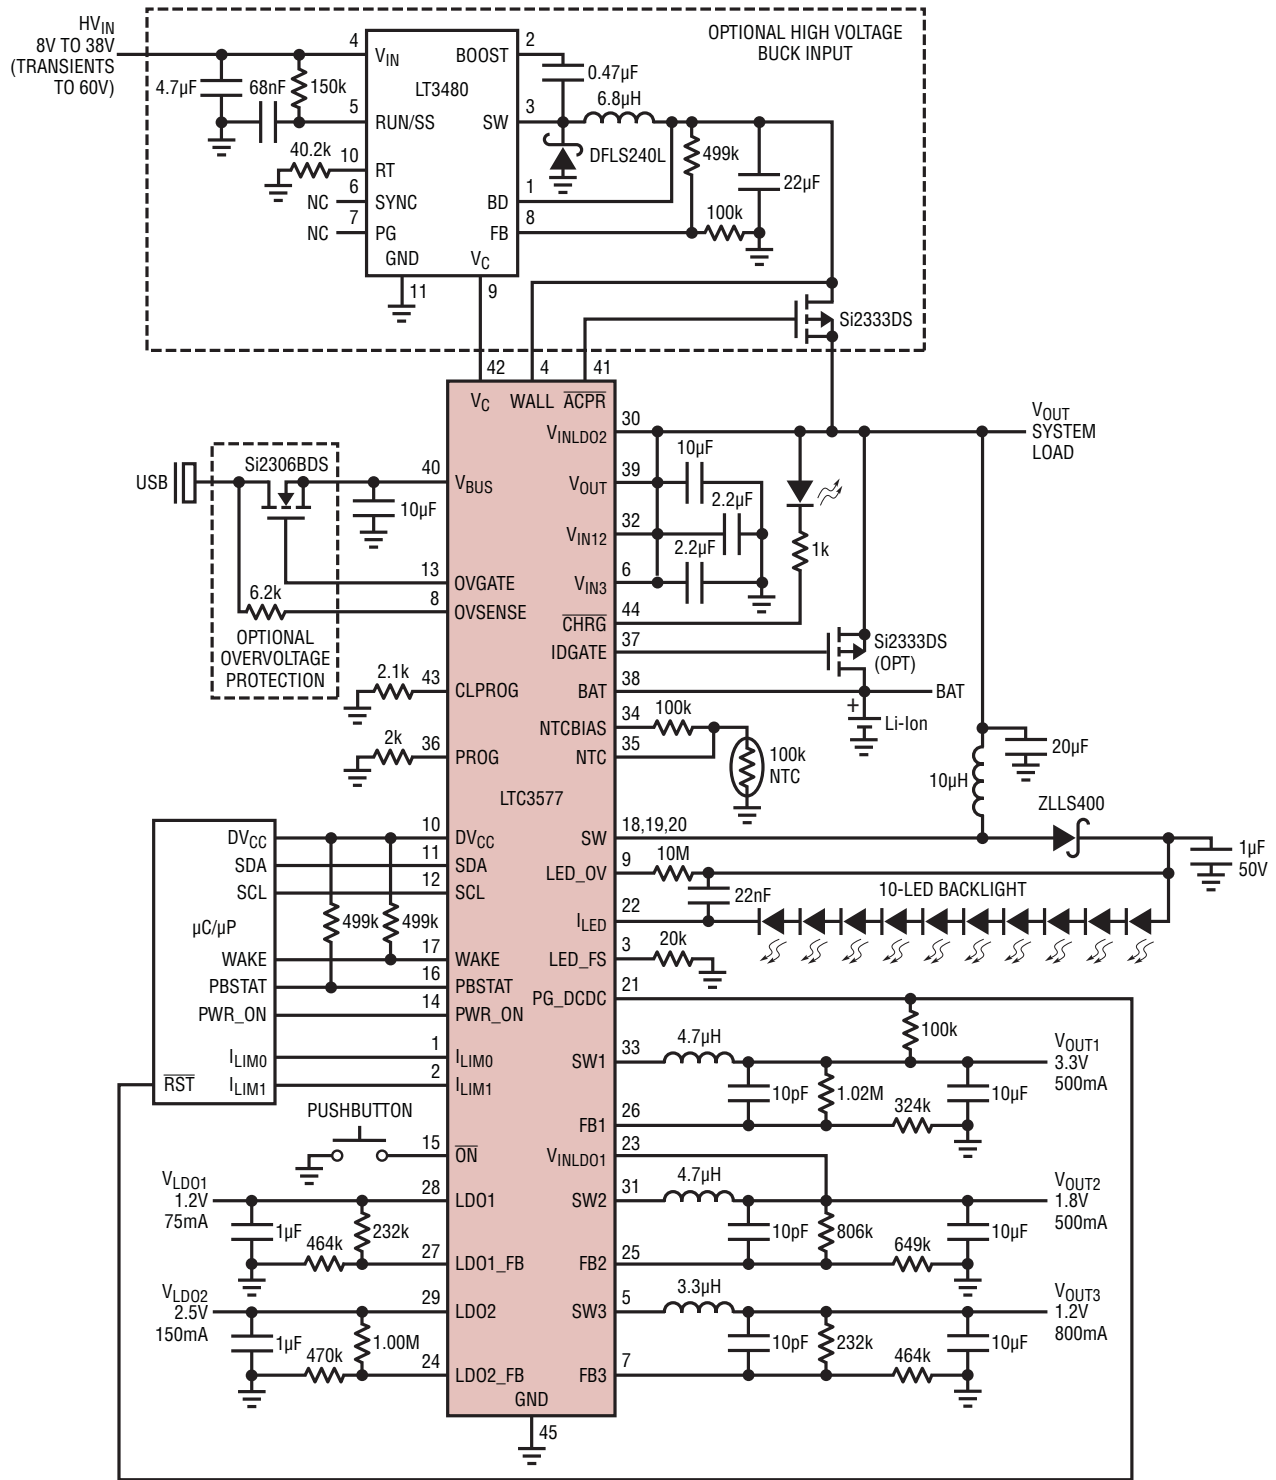 HVIN
8V TO 38V
(TRANSIENTS
TO 60V)
OPTIONAL HIGH VOLTAGE
BUCK INPUT
4
VIN
BOOST
2
4.7µF
68nF
150k
LT3480
0.47µF
6.8µH
5
RUN/SS
SW
3
DFLS240L
499k
22µF
40.2k
10
RT
NC
6
SYNC
BD
1
NC
7
PG
FB
8
100k
GND
VC
11
9
Si2333DS
42
4
41
VC
WALL
ACPR
VINLDO2
30
VOUT
SYSTEM
LOAD
USB
Si2306BDS
40
VBUS
10µF
VOUT
39
10µF
2.2µF
VIN12
32
2.2µF
1k
VIN3
6
13
OVGATE
6.2k
8
OVSENSE
CHRG
44
OPTIONAL
OVERVOLTAGE
PROTECTION
IDGATE
37
Si2333DS
(OPT)
2.1k
43
CLPROG
BAT
38
BAT
+
Li-Ion
NTCBIAS
34
100k
2k
36
PROG
NTC
35
100k
NTC
20µF
10µH
LTC3577
ZLLS400
DVCC
10
DVCC
SW
18,19,20
SDA
11
SDA
LED_OV
9
10M
1µF
50V
SCL
12
SCL
22nF
10-LED BACKLIGHT
µC/µP
499k
499k
ILED
22
WAKE
17
WAKE
LED_FS
3
20k
PBSTAT
16
PBSTAT
PG_DCDC
21
PWR_ON
14
PWR_ON
100k
ILIM0
1
ILIM0
SW1
33
4.7µH
VOUT1
3.3V
500mA
RST
ILIM1
2
ILIM1
10pF
1.02M
324k
10µF
PUSHBUTTON
FB1
26
15
ON
VINLDO1
23
VLDO1
1.2V
75mA
28
LDO1
SW2
31
4.7µH
VOUT2
1.8V
500mA
1µF
464k
232k
10pF
806k
649k
10µF
27
LDO1_FB
FB2
25
VLDO2
2.5V
150mA
29
LDO2
SW3
5
3.3µH
VOUT3
1.2V
800mA
1µF
470k
1.00M
10pF
232k
464k
10µF
24
LDO2_FB
FB3
7
GND
45